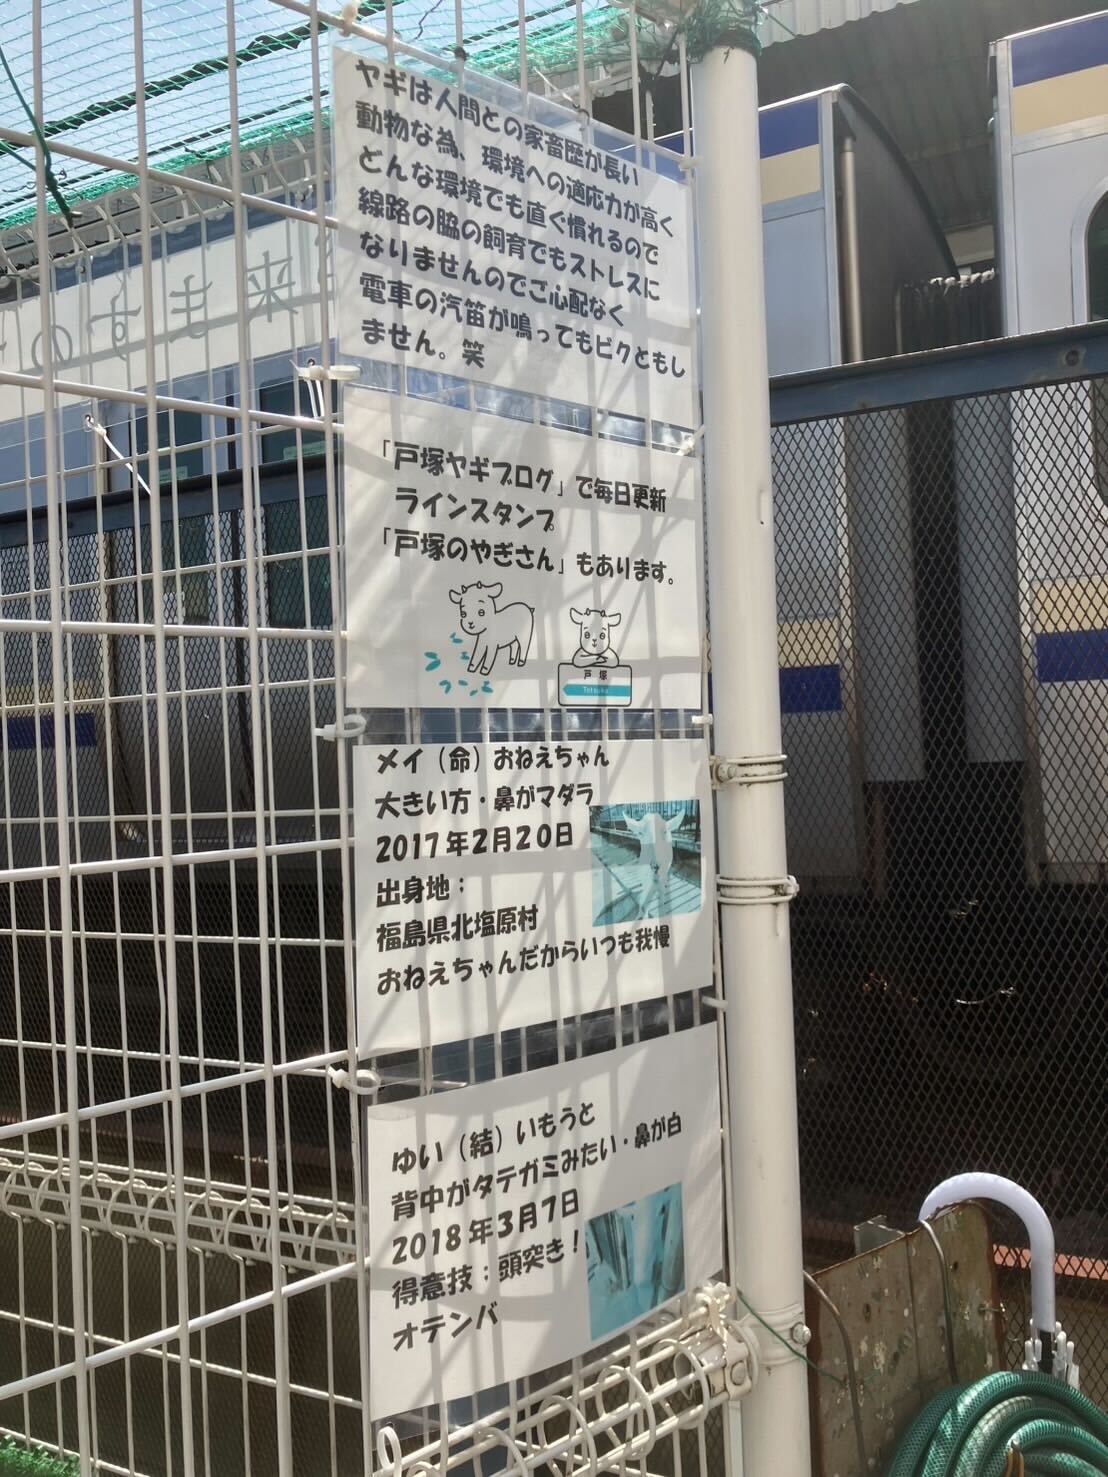 ヤギは人間との家畜歴が長い
動物な為、環境への適応力が高く
どんな環境でも直ぐ慣れるので
線路の脇の飼育でもストレスに
なりませんのでご心配なく
電車の汽笛が鳴ってもビクともし
ません。笑
「戸塚ヤギブログ」で毎日更新
ラインスタンプ
「戸塚のやぎさん」もあります。
戸塚
Totsuka
メイ（命）おねえちゃん
大きい方・鼻がマダラ
2017年2月20日
出身地：
福島県北塩原村
おねえちゃんだからいつも我慢
ゆい（結）いもうと
背中がタテガミみたい・鼻が白
2018年3月7日
得意技：頭突き！
オテンバ